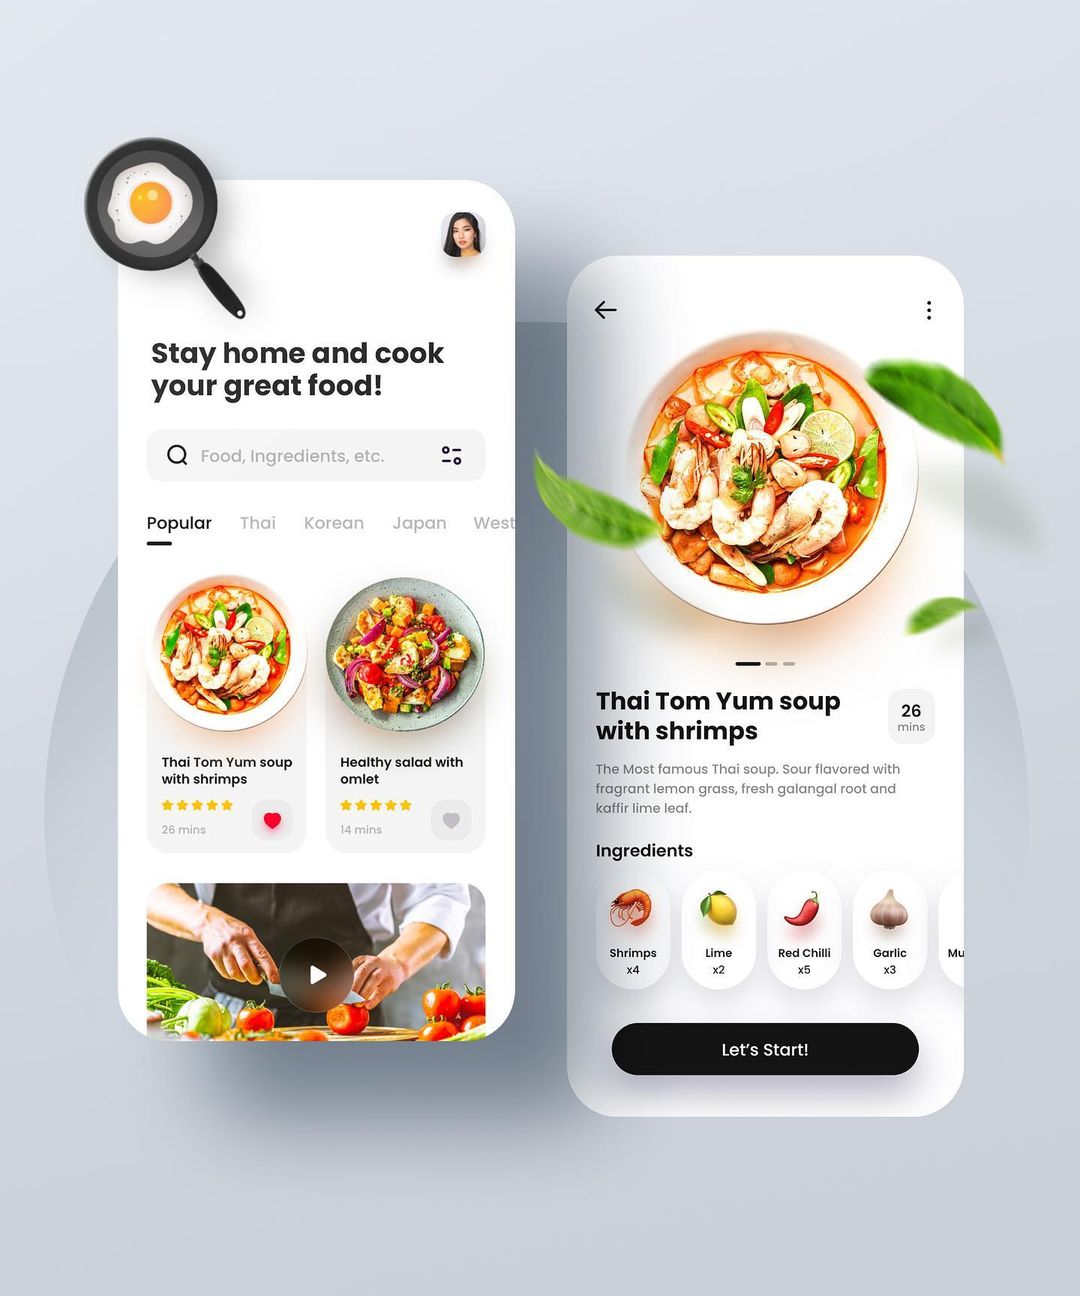 Stay home and cook
your great food!
Food, Ingredients, etc.
Popular Thai Korean Japan West
Thai Tom Yum soup
with shrimps
26 mins
Healthy salad with
omlet
14 mins
Thai Tom Yum soup
with shrimps
26
mins
The Most famous Thai soup. Sour flavored with
fragrant lemon grass, fresh galangal root and
kaffir lime leaf.
Ingredients
Shrimps
x4
Lime
x2
Red Chilli
x5
Garlic
x3
Mu
Let's Start!